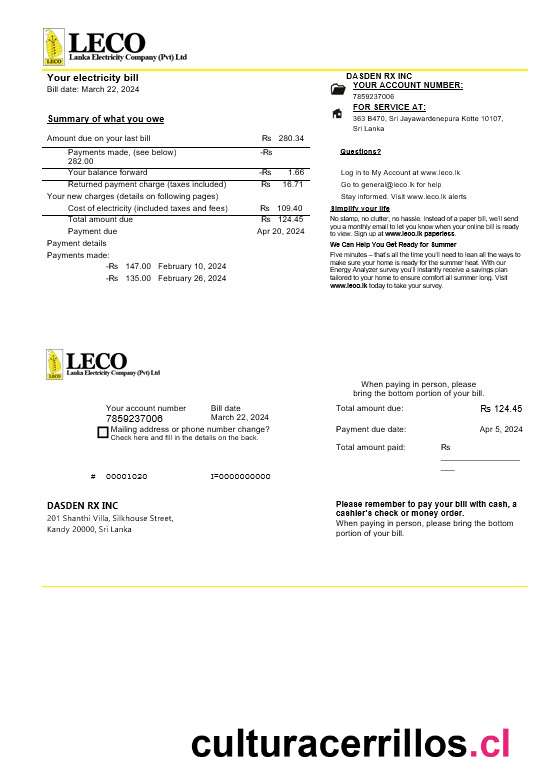 LECO
Lanka Electricity Company (Pvt) Ltd
Your electricity bill
Bill date: March 22, 2024
Summary of what you owe
Amount due on your last bill Rs 280.34
Payments made, (see below) -Rs
282.00
Your balance forward - 1.66
Returned payment charge (taxes included) Rs 16.71
Your new charges (details on following pages)
Cost of electricity (included taxes and fees) Rs 109.40
Total amount due Rs 124.45
Payment due Apr 20, 2024
Payment details
Payments made:
-Rs 147.00 February 10, 2024
-Rs 135.00 February 26, 2024
DASDEN RX INC
YOUR ACCOUNT NUMBER:
7859237006
FOR SERVICE AT:
363 B470, Sri Jayawardenepura Kotte 10107,
Sri Lanka
Questions?
Log in to My Account at www.leco.lk
Go to general@leco.lk for help
Stay informed. Visit www.leco.lk alerts
Simplify your life
No stamp, no clutter, no hassle. Instead of a paper bill, we'll send
you a monthly email to let you know when your online bill is ready
to view. Sign up at www.leco.lk paperless.
We Can Help You Get Ready for Summer
Five minutes – that's all the time you'll need to lean all the ways to
make sure your home is ready for the summer heat. With our
Energy Analyzer survey you'll instantly receive a savings plan
tailored to your home to ensure comfort all summer long. Visit
www.leco.lk today to take your survey.
LECO
LECO
Lanka Electricity Company (Pvt) Ltd
Your account number Bill date
7859237006 March 22, 2024
Mailing address or phone number change?
Check here and fill in the details on the back.
# 00001020 I=0000000000
DASDEN RX INC
201 Shanthi Villa, Silkhouse Street,
Kandy 20000, Sri Lanka
When paying in person, please
bring the bottom portion of your bill.
Total amount due: Rs 124.45
Payment due date: Apr 5, 2024
Total amount paid: Rs
Please remember to pay your bill with cash, a
cashier's check or money order.
When paying in person, please bring the bottom
portion of your bill.
culturacerrillos.cl